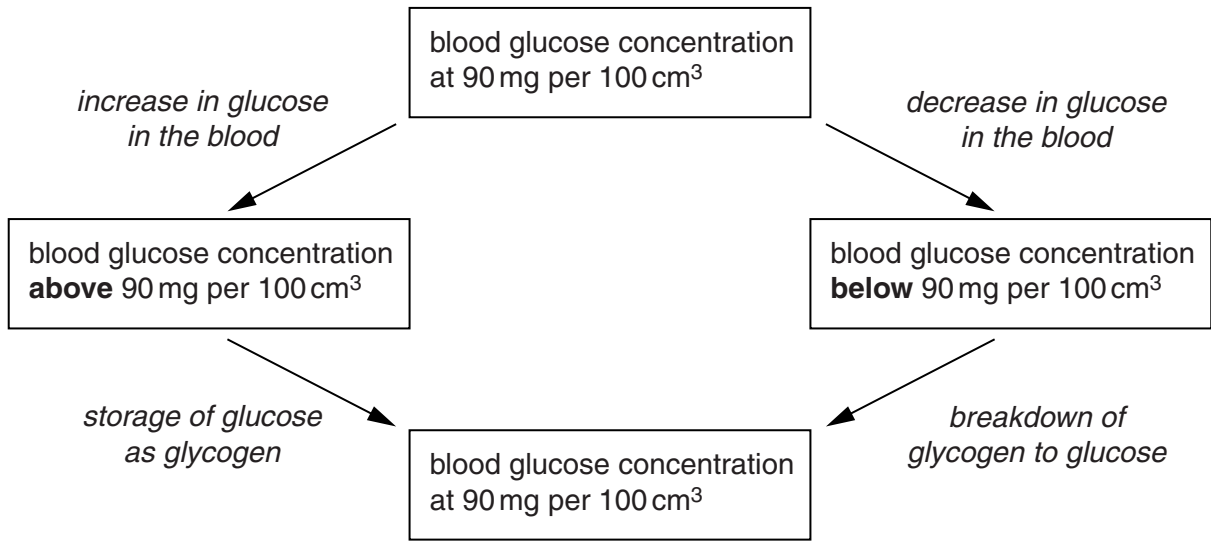 blood glucose concentration
at 90 mg per 100 cm³
increase in glucose
in the blood
decrease in glucose
in the blood
blood glucose concentration
above 90 mg per 100 cm³
blood glucose concentration
below 90 mg per 100 cm³
storage of glucose
as glycogen
breakdown of
glycogen to glucose
blood glucose concentration
at 90 mg per 100 cm³